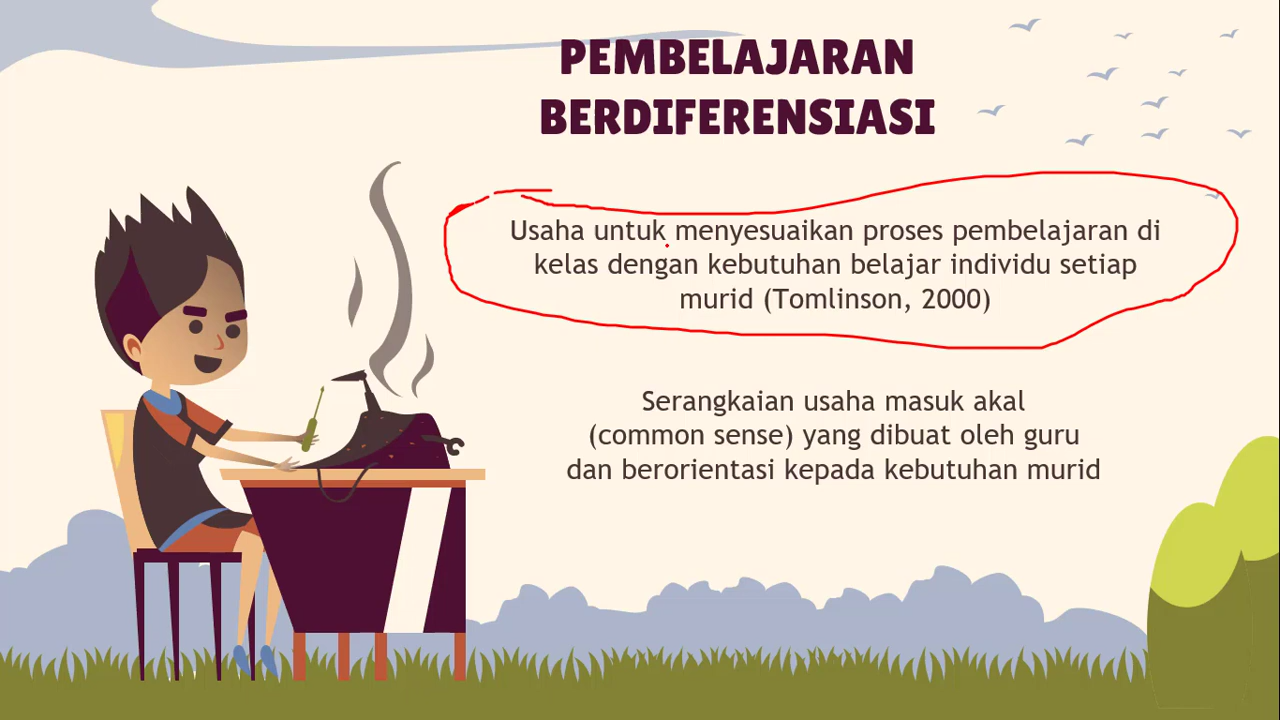 PEMBELAJARAN
BERDIFERENSIASI
Usaha untuk menyesuaikan proses pembelajaran di
kelas dengan kebutuhan belajar individu setiap
murid (Tomlinson, 2000)
Serangkaian usaha masuk akal
(common sense) yang dibuat oleh guru
dan berorientasi kepada kebutuhan murid